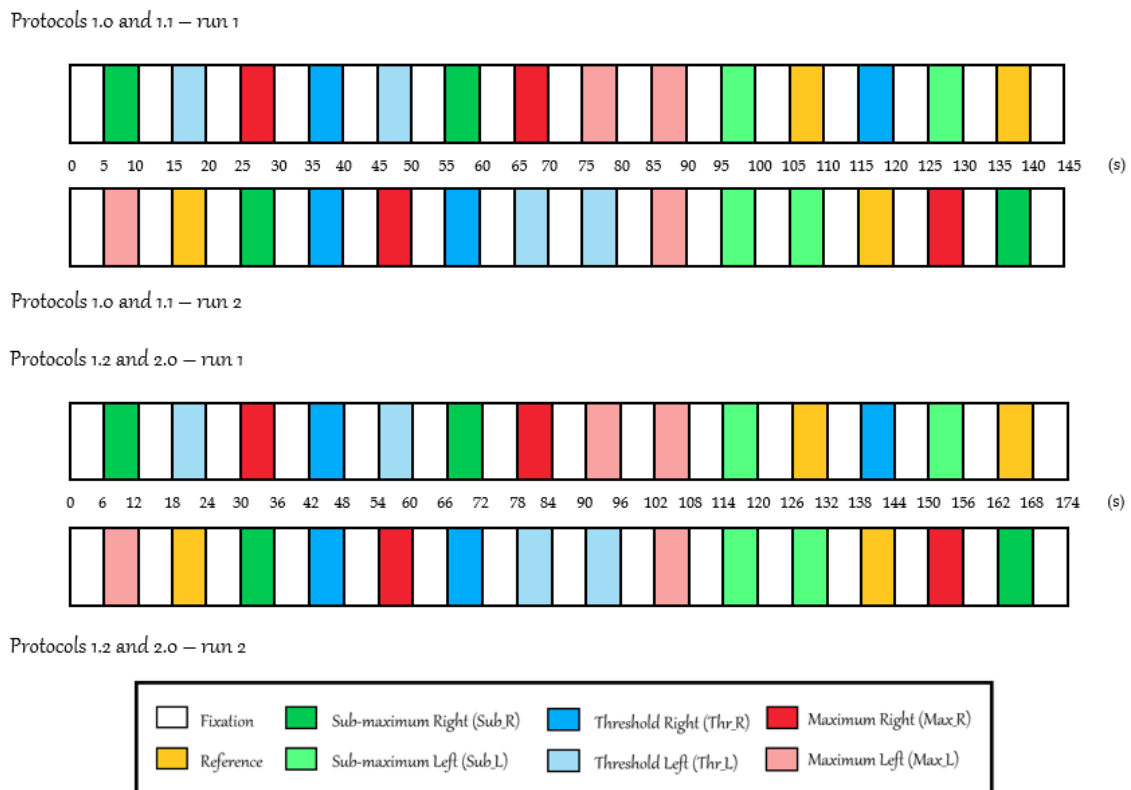 Protocols 1.0 and 1.1 – run 1
0 5 10 15 20 25 30 35 40 45 50 55 60 65 70 75 80 85 90 95 100 105 110 115 120 125 130 135 140 145 (s)
Protocols 1.0 and 1.1 – run 2
Protocols 1.2 and 2.0 – run 1
0 6 12 18 24 30 36 42 48 54 60 66 72 78 84 90 96 102 108 114 120 126 132 138 144 150 156 162 168 174 (s)
Protocols 1.2 and 2.0 – run 2
Fixation Sub-maximum Right (Sub_R) Threshold Right (Thr_R) Maximum Right (Max_R)
Reference Sub-maximum Left (Sub_L) Threshold Left (Thr_L) Maximum Left (Max_L)